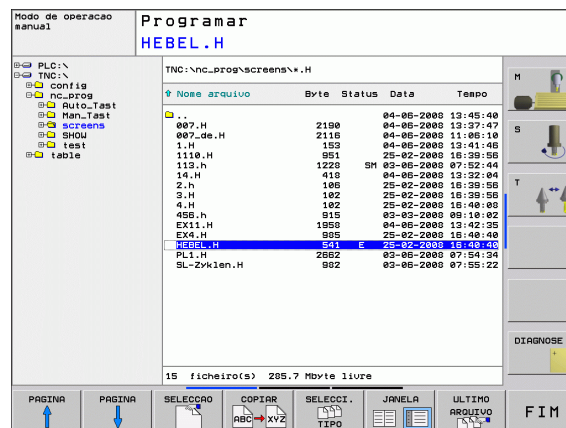 Modo de operacao
manual
Programar
HEBEL.H
PLC:\
TNC:\
config
nc_prog
Auto_Tast
Man_Tast
screens
SHOW
test
table
TNC:\nc_prog\screens\*.H
Nome arquivo Byte Status Data Tempo
.. 04-06-2008 13:45:40
007.H 2190 04-06-2008 13:37:47
007_de.H 2116 04-06-2008 11:06:10
1.H 153 04-06-2008 13:41:46
1110.H 951 25-02-2008 16:39:56
113.h 1228 SM 03-06-2008 07:52:44
14.H 418 04-06-2008 13:32:04
2.h 106 25-02-2008 16:39:56
3.H 102 25-02-2008 16:39:56
4.H 102 25-02-2008 16:40:08
456.h 915 03-03-2008 09:10:02
EX11.H 1958 04-06-2008 13:42:35
EX4.H 985 25-02-2008 16:40:40
HEBEL.H 541 E 25-02-2008 16:40:40
PL1.H 2662 03-06-2008 07:54:34
SL-Zyklen.H 982 03-06-2008 07:55:22
15 ficheiro(s) 285.7 Mbyte livre
M
S
T
DIAGNOSE
PAGINA
PAGINA
SELECCAO
COPIAR
ABC XYZ
SELECCI.
TIPO
JANELA
ULTIMO
ARQUIVO
FIM